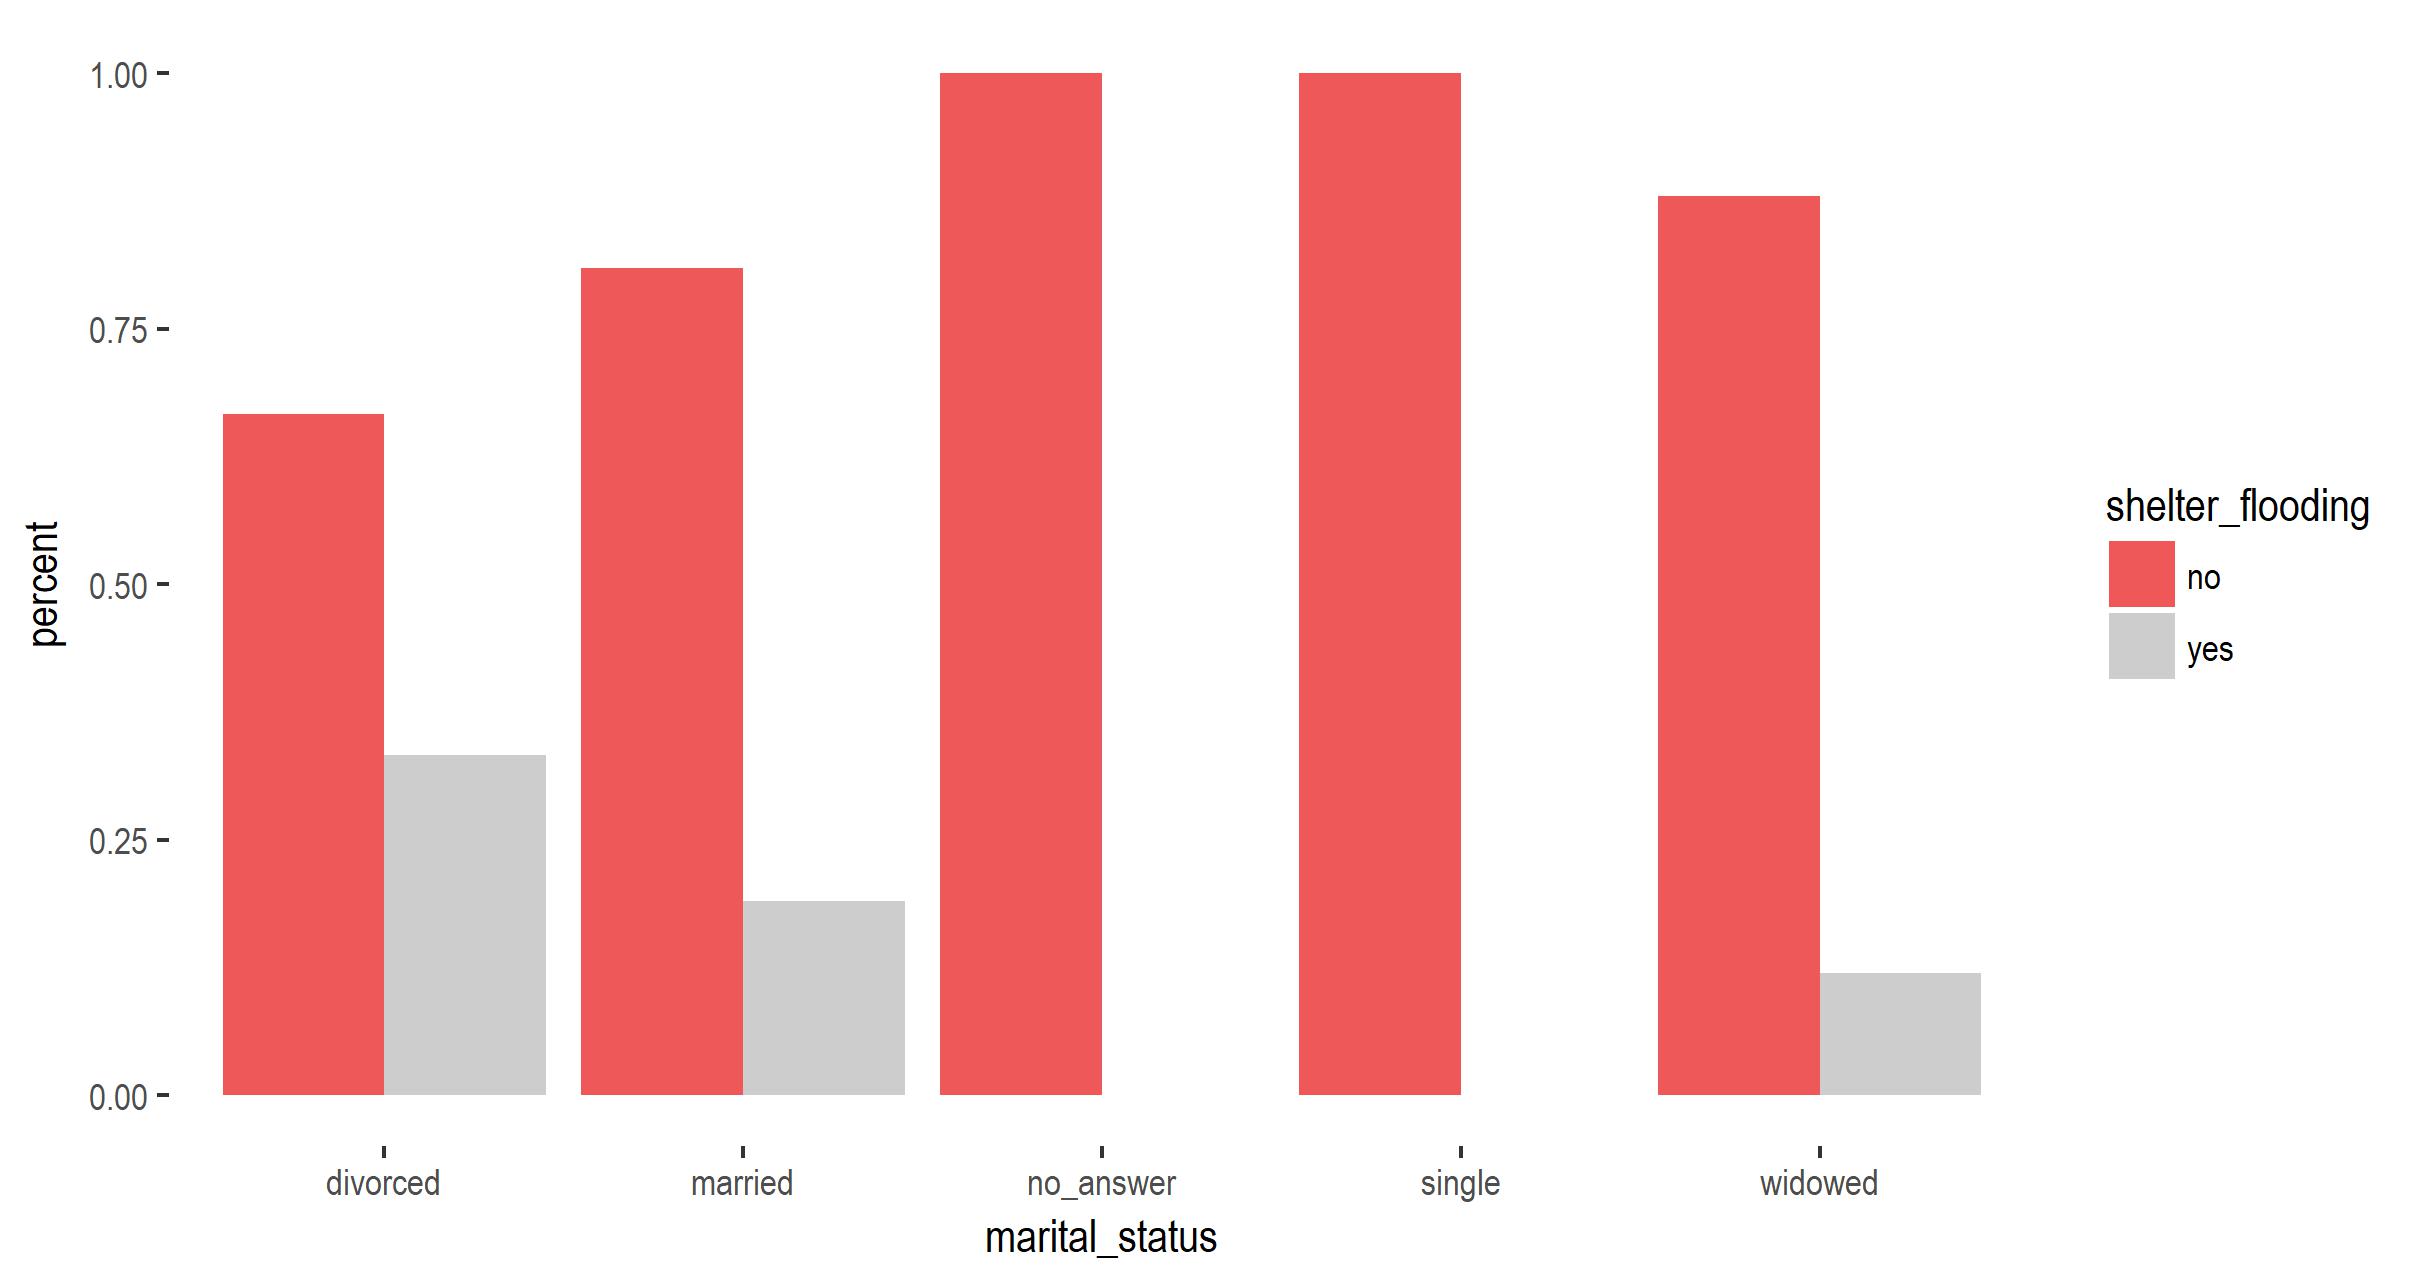 1.00
0.75
0.50
0.25
0.00
percent
divorced
married
no_answer
single
widowed
marital_status
shelter_flooding
no
yes